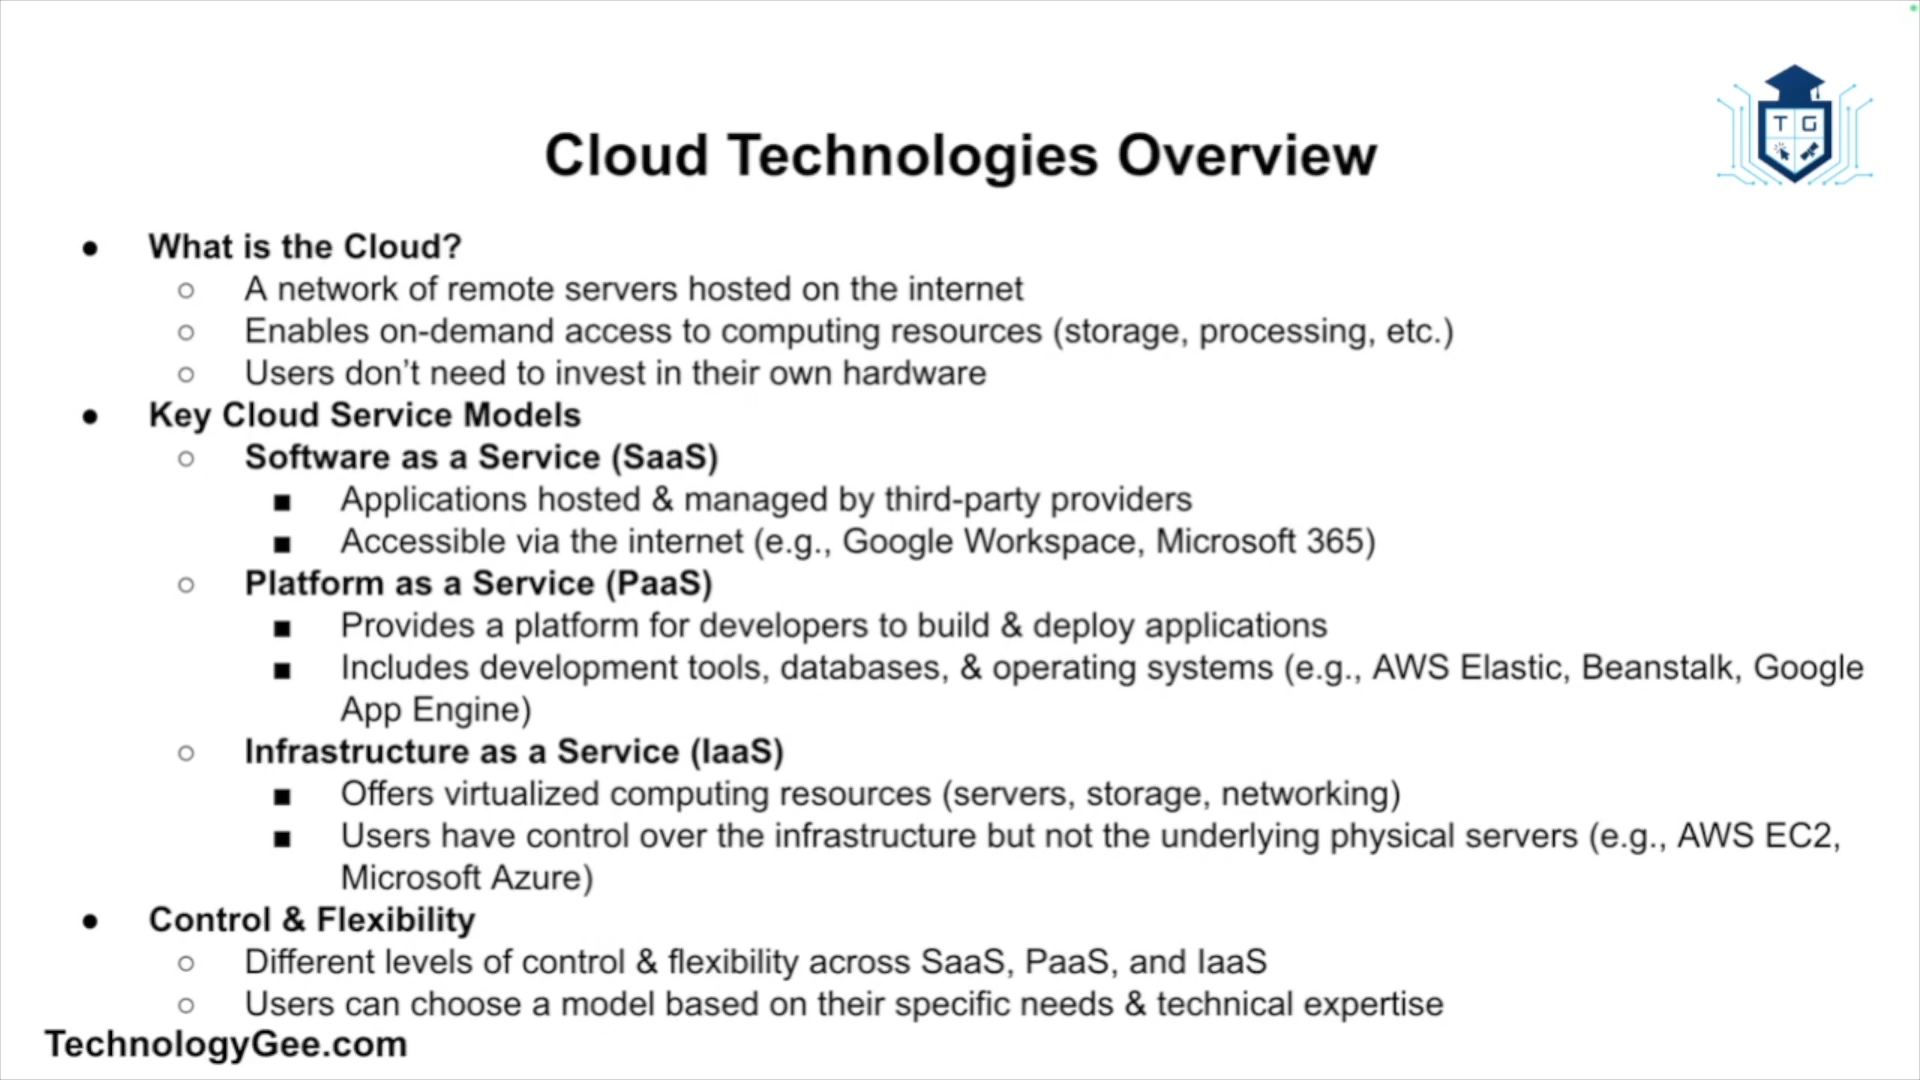 T G
Cloud Technologies Overview
● What is the Cloud?
○ A network of remote servers hosted on the internet
○ Enables on-demand access to computing resources (storage, processing, etc.)
○ Users don’t need to invest in their own hardware
● Key Cloud Service Models
○ Software as a Service (SaaS)
■ Applications hosted & managed by third-party providers
■ Accessible via the internet (e.g., Google Workspace, Microsoft 365)
○ Platform as a Service (PaaS)
■ Provides a platform for developers to build & deploy applications
■ Includes development tools, databases, & operating systems (e.g., AWS Elastic, Beanstalk, Google
App Engine)
○ Infrastructure as a Service (IaaS)
■ Offers virtualized computing resources (servers, storage, networking)
■ Users have control over the infrastructure but not the underlying physical servers (e.g., AWS EC2,
Microsoft Azure)
● Control & Flexibility
○ Different levels of control & flexibility across SaaS, PaaS, and IaaS
○ Users can choose a model based on their specific needs & technical expertise
TechnologyGee.com